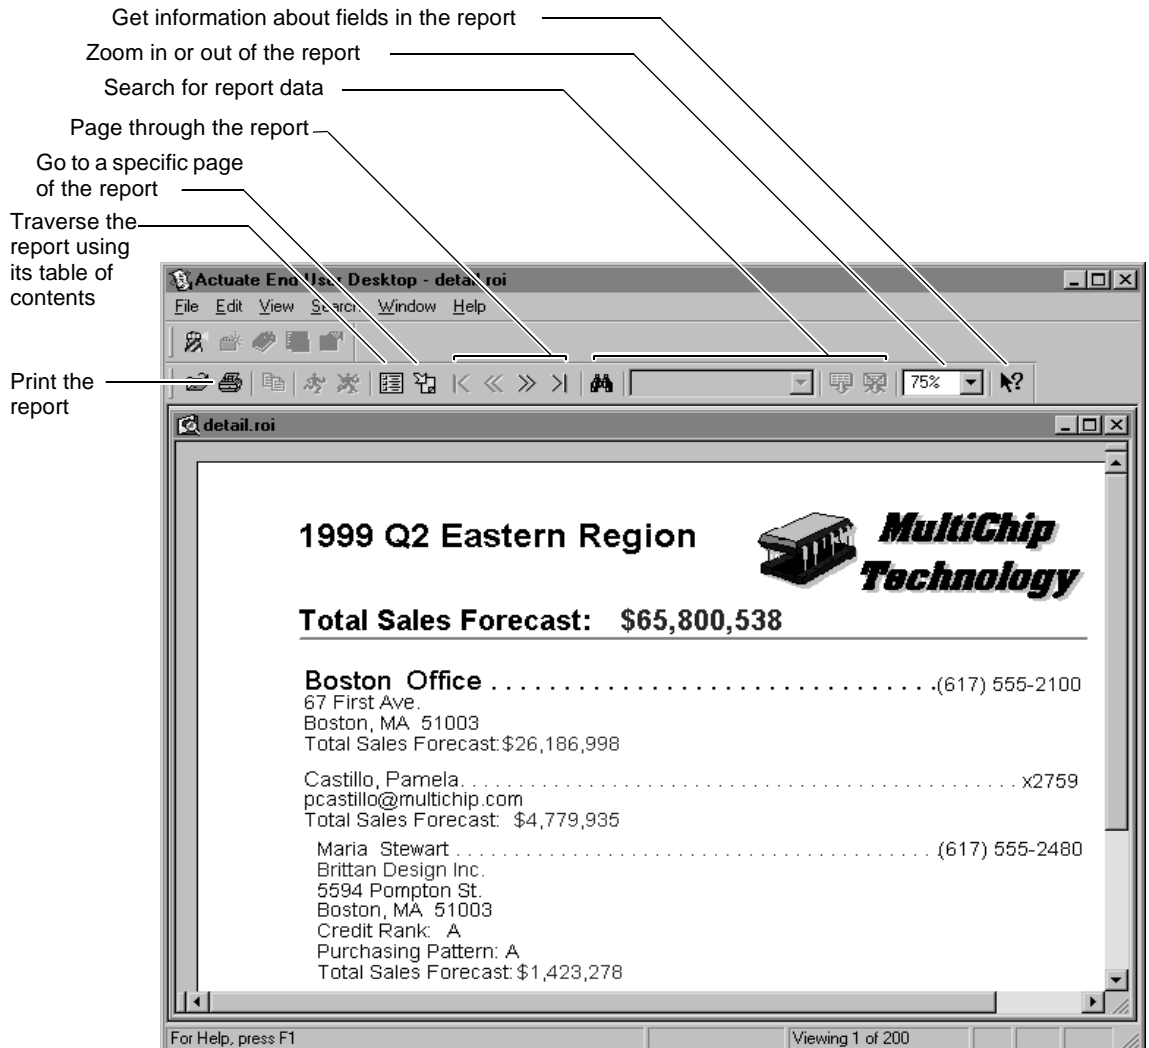 Get information about fields in the report
Zoom in or out of the report
Search for report data
Page through the report
Go to a specific page
of the report
Traverse the
report using
its table of
contents
Print the
report
Actuate End User Desktop - detail.roi
File Edit View Search Window Help
75%
detail.roi
1999 Q2 Eastern Region
MultiChip
Technology
Total Sales Forecast: $65,800,538
Boston Office . . . . . . . . . . . . . . . . . . . . . . . . . . . . . . . . . .(617) 555-2100
67 First Ave.
Boston, MA 51003
Total Sales Forecast: $26,186,998
Castillo, Pamela. . . . . . . . . . . . . . . . . . . . . . . . . . . . . . . . . . . . . . . . . . . . . . . x2759
pcastillo@multichip.com
Total Sales Forecast: $4,779,935
Maria Stewart . . . . . . . . . . . . . . . . . . . . . . . . . . . . . . . . . . . . . . . . . (617) 555-2480
Brittan Design Inc.
5594 Pompton St.
Boston, MA 51003
Credit Rank: A
Purchasing Pattern: A
Total Sales Forecast: $1,423,278
For Help, press F1
Viewing 1 of 200